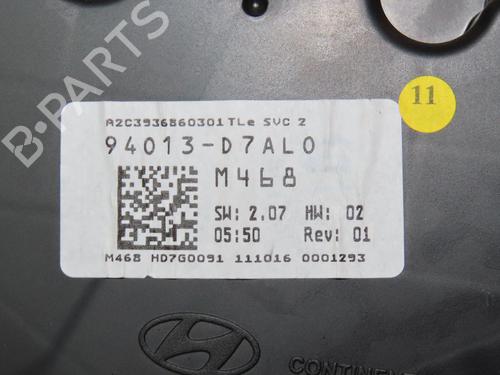 B-PARTS
11
A2C3936860301 TLe SVC 2
94013-D7AL0
M468
SW: 2.07 HW: 02
05:50 Rev: 01
M468 HD7G0091 111016 0001293
CONTINEN